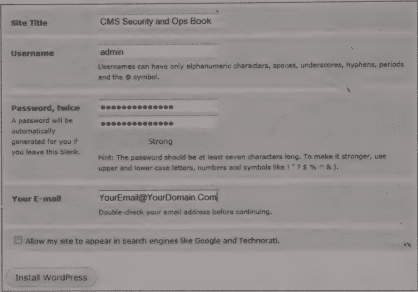 Site Title CMS Security and Ops Book
Username admin
Usernames can have only alphanumeric characters, spaces, underscores, hyphens, periods
and the @ symbol.
Password, twice ●●●●●●●●●●●●●●
A password will be ●●●●●●●●●●●●●●
automatically
generated for you if Strong
you leave this blank.
Hint: The password should be at least seven characters long. To make it stronger, use
upper and lower case letters, numbers and symbols like ! " ? $ % ^ & ).
Your E-mail YourEmail@YourDomain Com
Double-check your email address before continuing.
Allow my site to appear in search engines like Google and Technorati.
Install WordPress